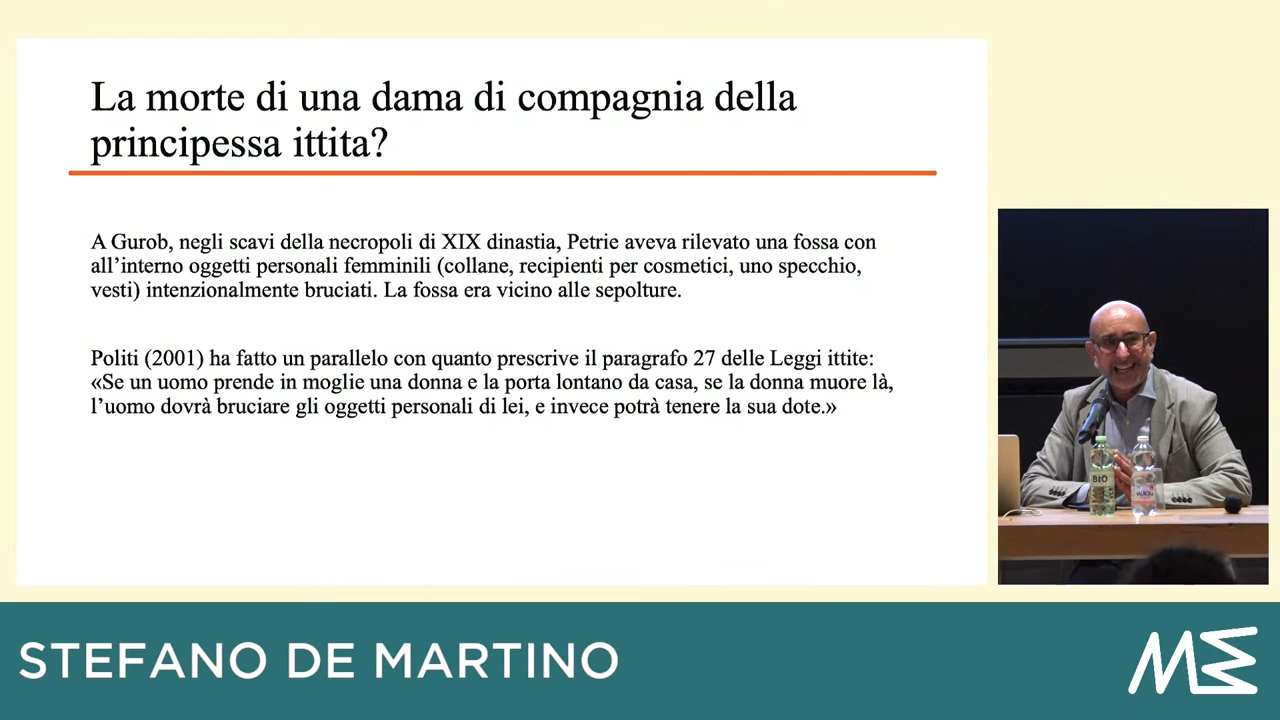 La morte di una dama di compagnia della
principessa ittita?
A Gurob, negli scavi della necropoli di XIX dinastia, Petrie aveva rilevato una fossa con
all’interno oggetti personali femminili (collane, recipienti per cosmetici, uno specchio,
vesti) intenzionalmente bruciati. La fossa era vicino alle sepolture.
Politi (2001) ha fatto un parallelo con quanto prescrive il paragrafo 27 delle Leggi ittite:
«Se un uomo prende in moglie una donna e la porta lontano da casa, se la donna muore là,
l’uomo dovrà bruciare gli oggetti personali di lei, e invece potrà tenere la sua dote.»
BIO
STEFANO DE MARTINO
ME